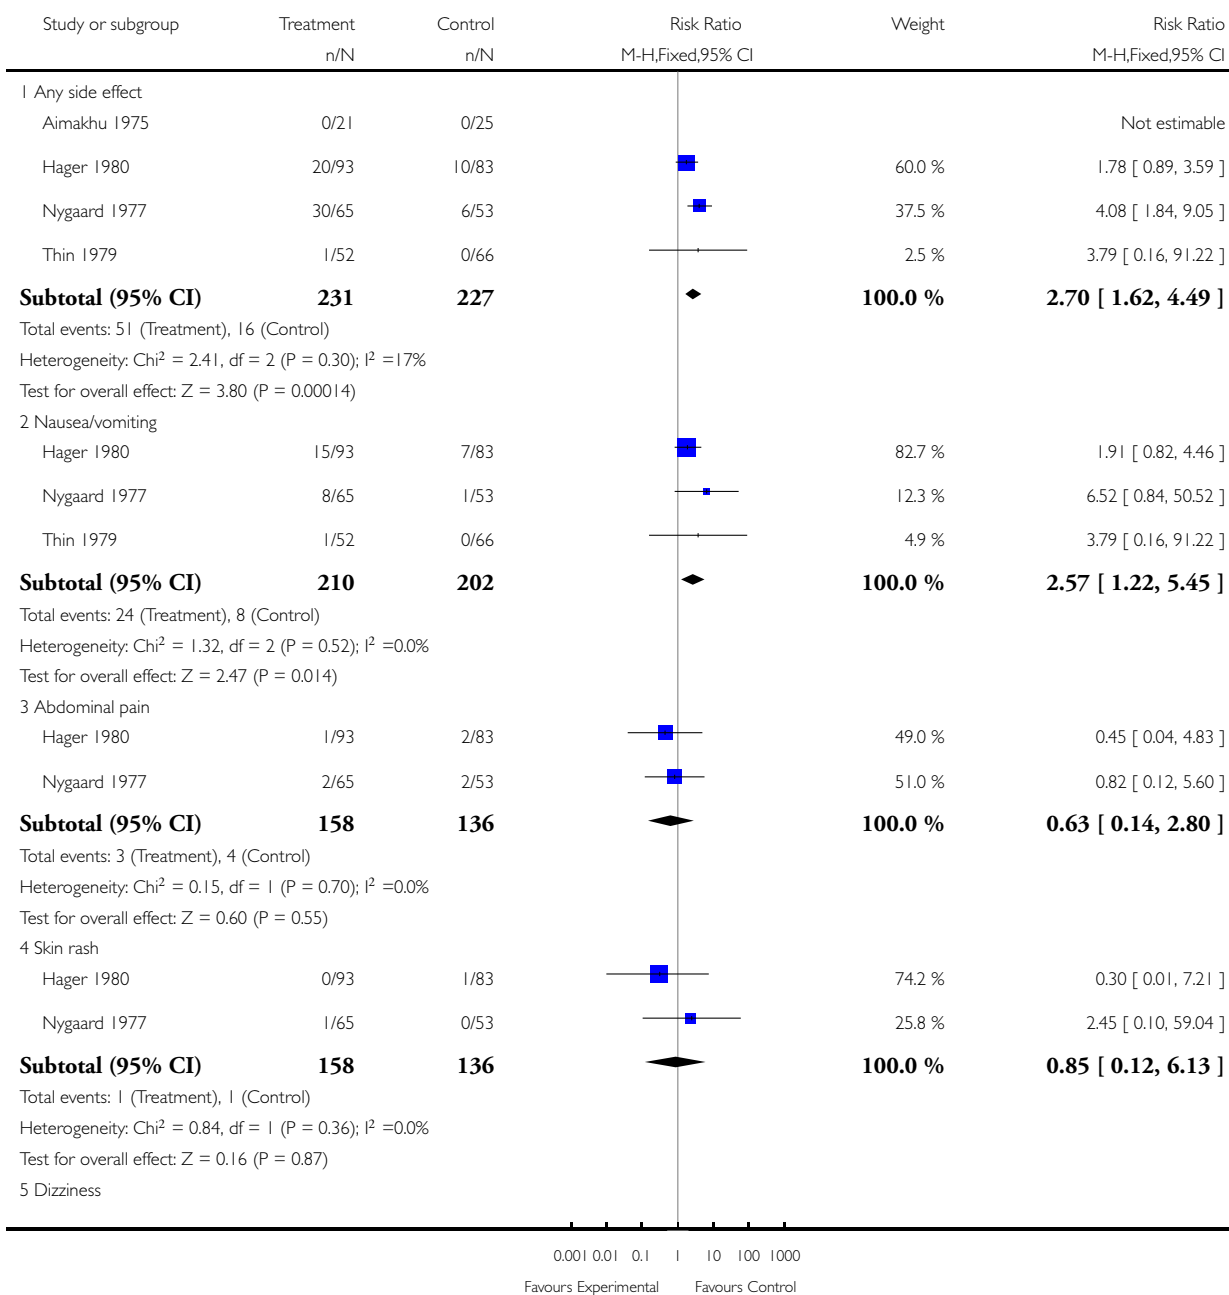 Study or subgroup Treatment Control Risk Ratio Weight Risk Ratio
n/N n/N M-H,Fixed,95% CI M-H,Fixed,95% CI
1 Any side effect
Aimakhu 1975 0/21 0/25 Not estimable
Hager 1980 20/93 10/83 60.0 % 1.78 [ 0.89, 3.59 ]
Nygaard 1977 30/65 6/53 37.5 % 4.08 [ 1.84, 9.05 ]
Thin 1979 1/52 0/66 2.5 % 3.79 [ 0.16, 91.22 ]
Subtotal (95% CI) 231 227 100.0 % 2.70 [ 1.62, 4.49 ]
Total events: 51 (Treatment), 16 (Control)
Heterogeneity: Chi² = 2.41, df = 2 (P = 0.30); I² =17%
Test for overall effect: Z = 3.80 (P = 0.00014)
2 Nausea/vomiting
Hager 1980 15/93 7/83 82.7 % 1.91 [ 0.82, 4.46 ]
Nygaard 1977 8/65 1/53 12.3 % 6.52 [ 0.84, 50.52 ]
Thin 1979 1/52 0/66 4.9 % 3.79 [ 0.16, 91.22 ]
Subtotal (95% CI) 210 202 100.0 % 2.57 [ 1.22, 5.45 ]
Total events: 24 (Treatment), 8 (Control)
Heterogeneity: Chi² = 1.32, df = 2 (P = 0.52); I² =0.0%
Test for overall effect: Z = 2.47 (P = 0.014)
3 Abdominal pain
Hager 1980 1/93 2/83 49.0 % 0.45 [ 0.04, 4.83 ]
Nygaard 1977 2/65 2/53 51.0 % 0.82 [ 0.12, 5.60 ]
Subtotal (95% CI) 158 136 100.0 % 0.63 [ 0.14, 2.80 ]
Total events: 3 (Treatment), 4 (Control)
Heterogeneity: Chi² = 0.15, df = 1 (P = 0.70); I² =0.0%
Test for overall effect: Z = 0.60 (P = 0.55)
4 Skin rash
Hager 1980 0/93 1/83 74.2 % 0.30 [ 0.01, 7.21 ]
Nygaard 1977 1/65 0/53 25.8 % 2.45 [ 0.10, 59.04 ]
Subtotal (95% CI) 158 136 100.0 % 0.85 [ 0.12, 6.13 ]
Total events: 1 (Treatment), 1 (Control)
Heterogeneity: Chi² = 0.84, df = 1 (P = 0.36); I² =0.0%
Test for overall effect: Z = 0.16 (P = 0.87)
5 Dizziness
0.001 0.01 0.1 1 10 100 1000
Favours Experimental Favours Control